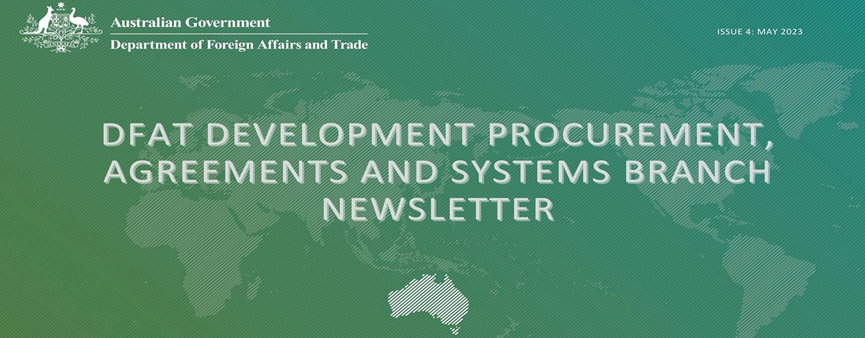 Australian Government
Department of Foreign Affairs and Trade
ISSUE 4: MAY 2023
DFAT DEVELOPMENT PROCUREMENT,
AGREEMENTS AND SYSTEMS BRANCH
NEWSLETTER